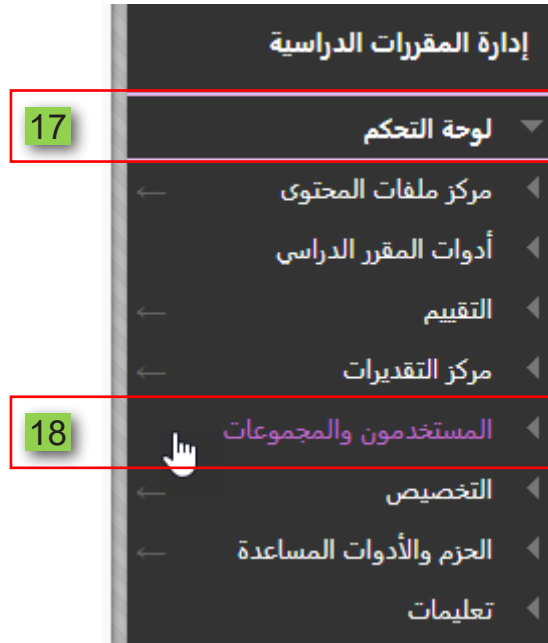 إدارة المقررات الدراسية
17
لوحة التحكم
مركز ملفات المحتوى
أدوات المقرر الدراسي
التقييم
مركز التقديرات
18
المستخدمون والمجموعات
التخصيص
الحزم والأدوات المساعدة
تعليمات